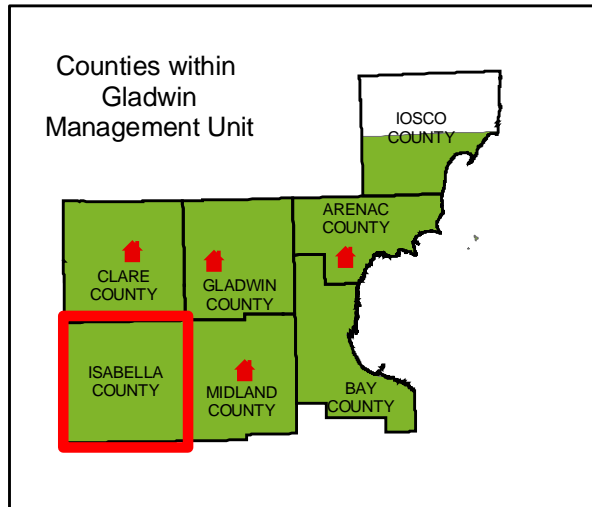 Counties within
Gladwin
Management Unit
IOSCO
COUNTY
ARENAC
COUNTY
CLARE
COUNTY
GLADWIN
COUNTY
ISABELLA
COUNTY
MIDLAND
COUNTY
BAY
COUNTY